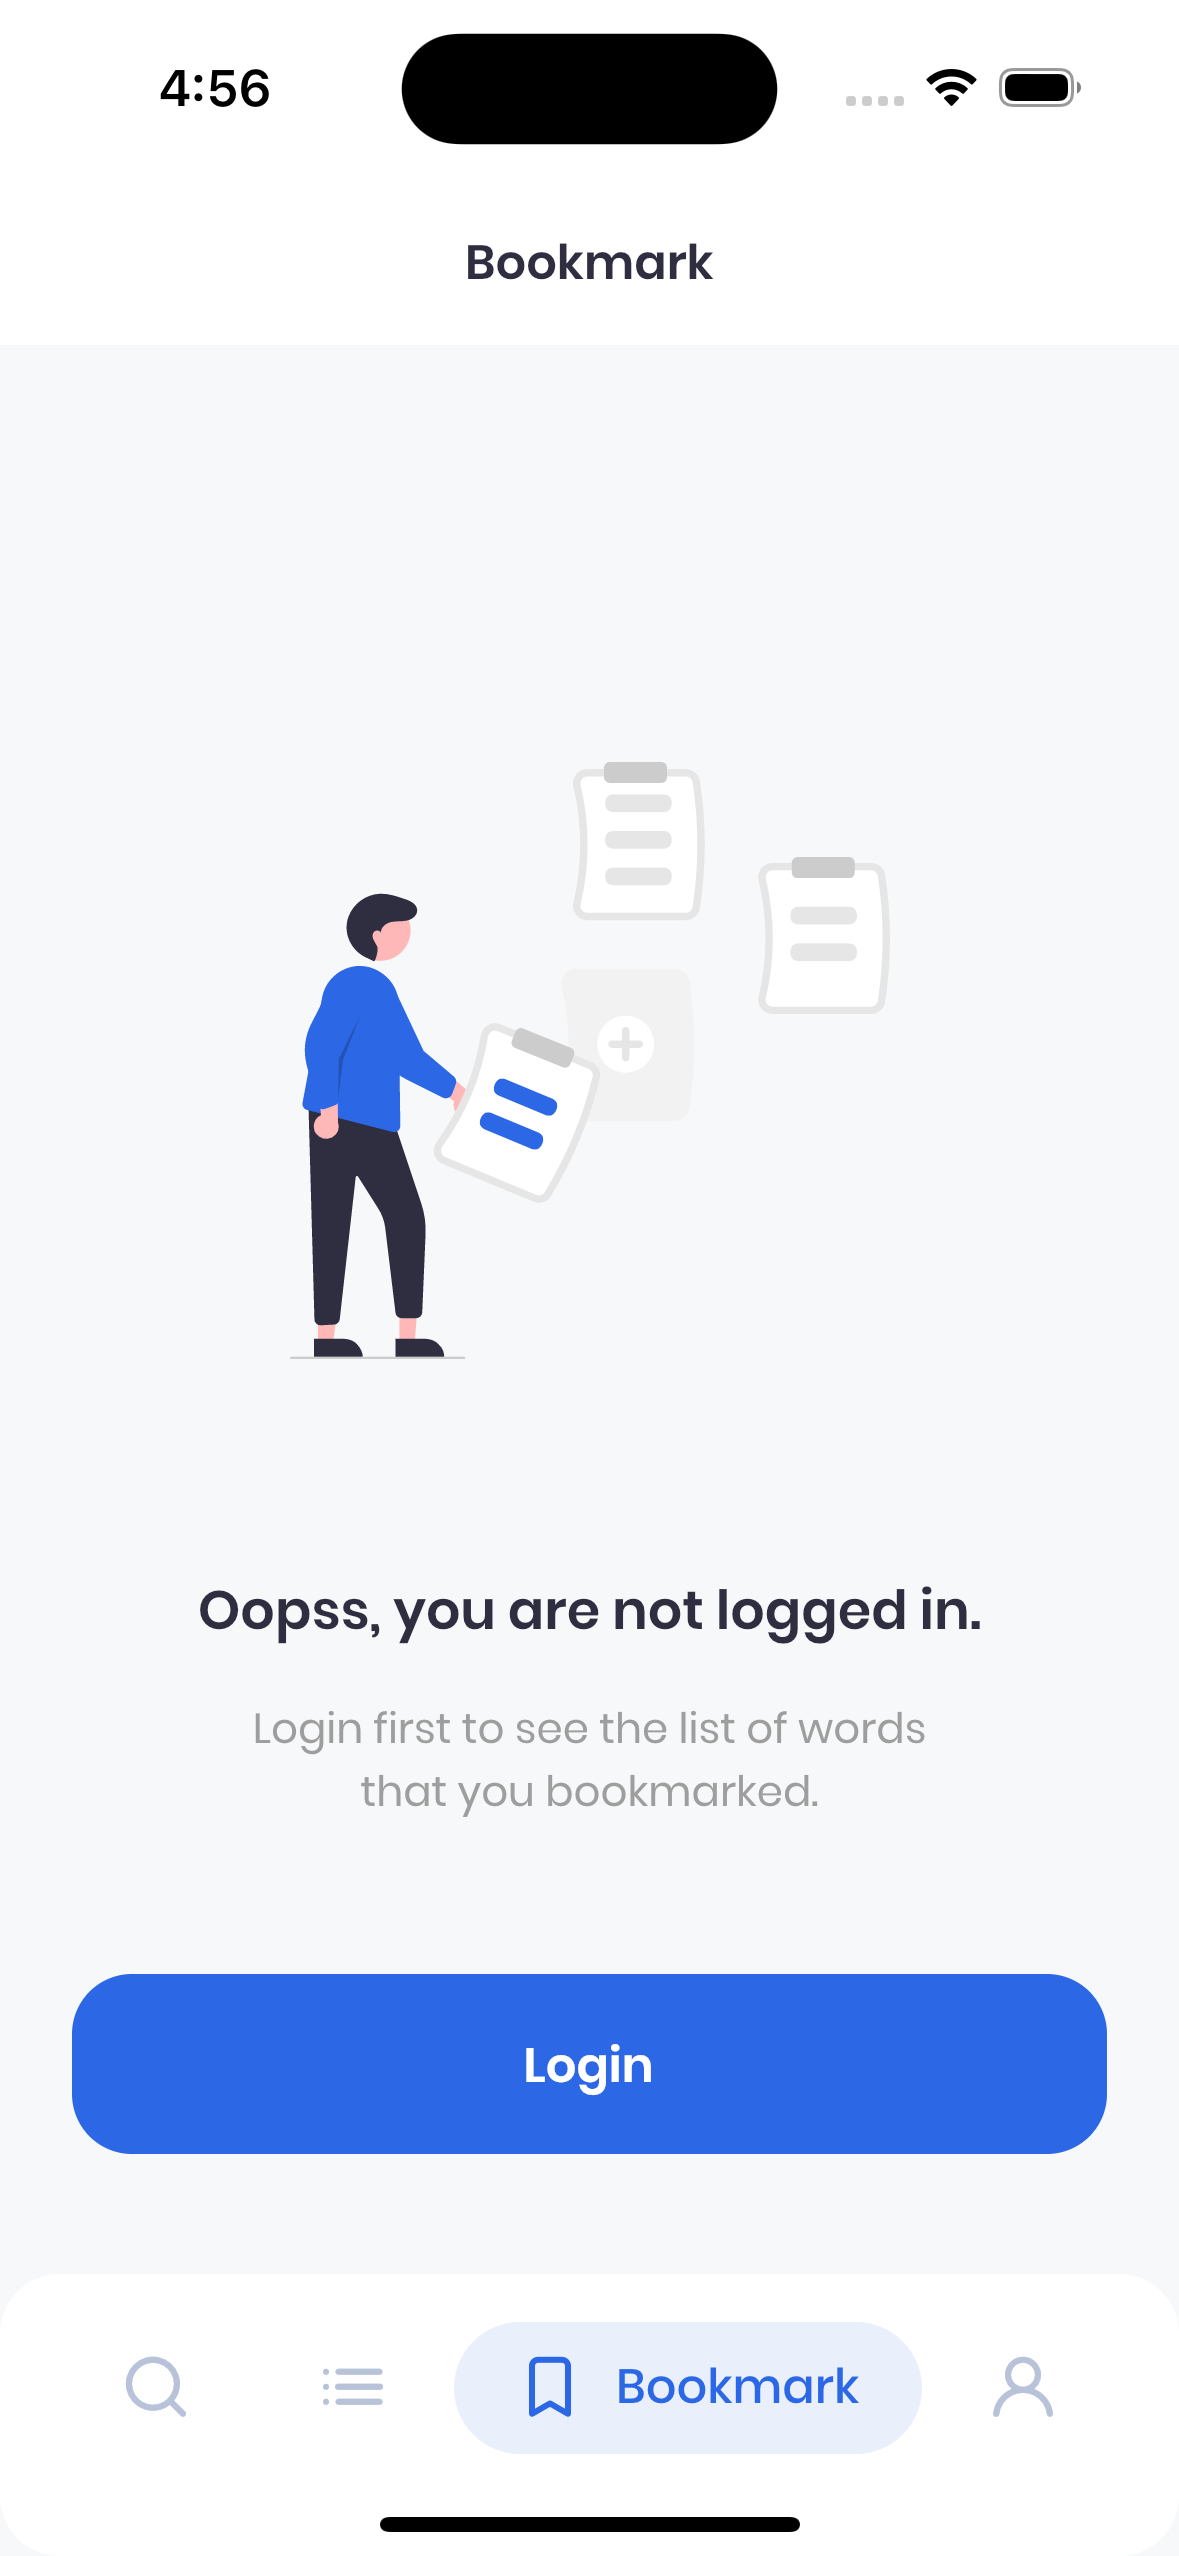 4:56
Bookmark
Oopss, you are not logged in.
Login first to see the list of words
that you bookmarked.
Login
Bookmark